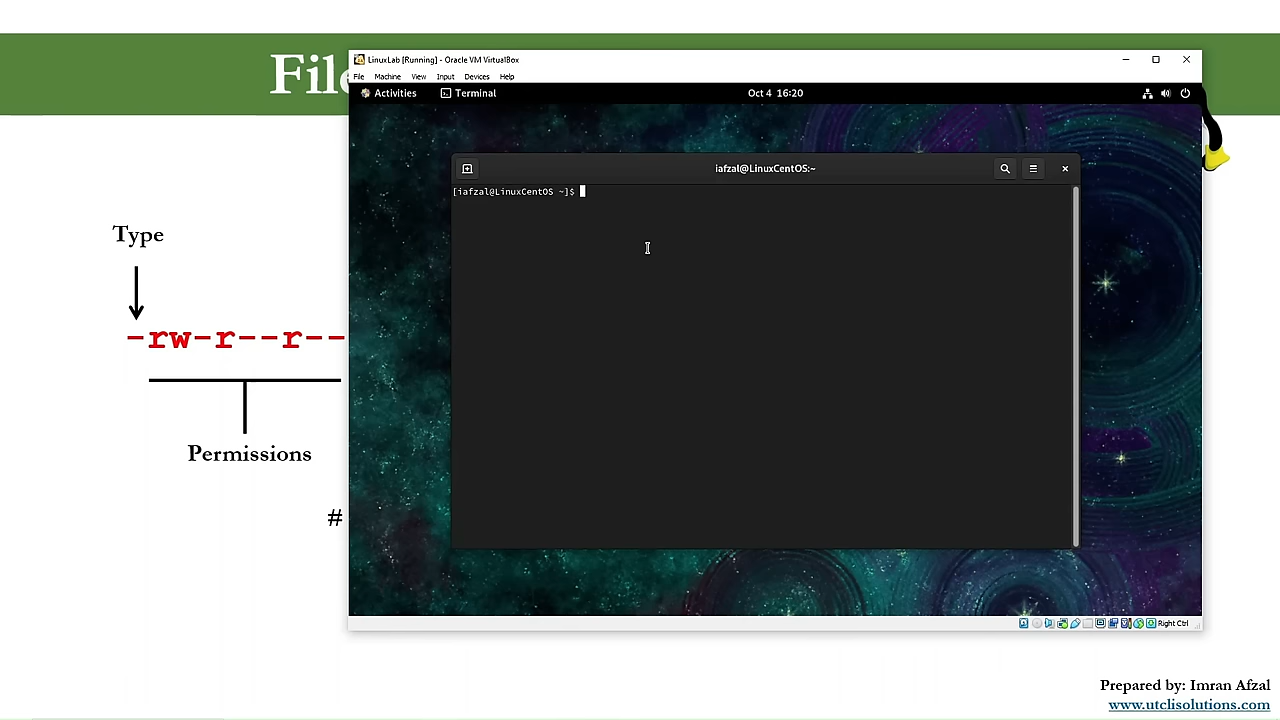 File
LinuxLab [Running] - Oracle VM VirtualBox
File Machine View Input Devices Help
Activities Terminal Oct 4 16:20
iafzal@LinuxCentOS:~
[iafzal@LinuxCentOS ~]$
Type
-rw-r--r--
Permissions
#
Right Ctrl
Prepared by: Imran Afzal
www.utclisolutions.com